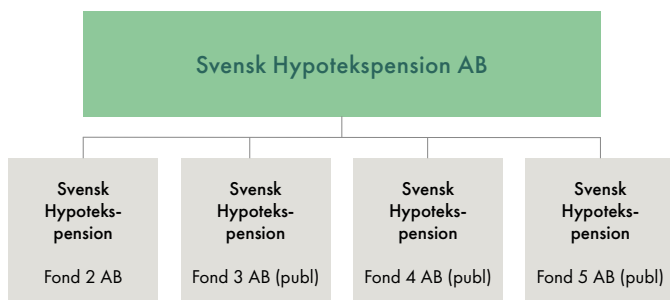 Svensk Hypotekspension AB
Svensk
Hypoteks-
pension
Fond 2 AB
Svensk
Hypoteks-
pension
Fond 3 AB (publ)
Svensk
Hypoteks-
pension
Fond 4 AB (publ)
Svensk
Hypoteks-
pension
Fond 5 AB (publ)